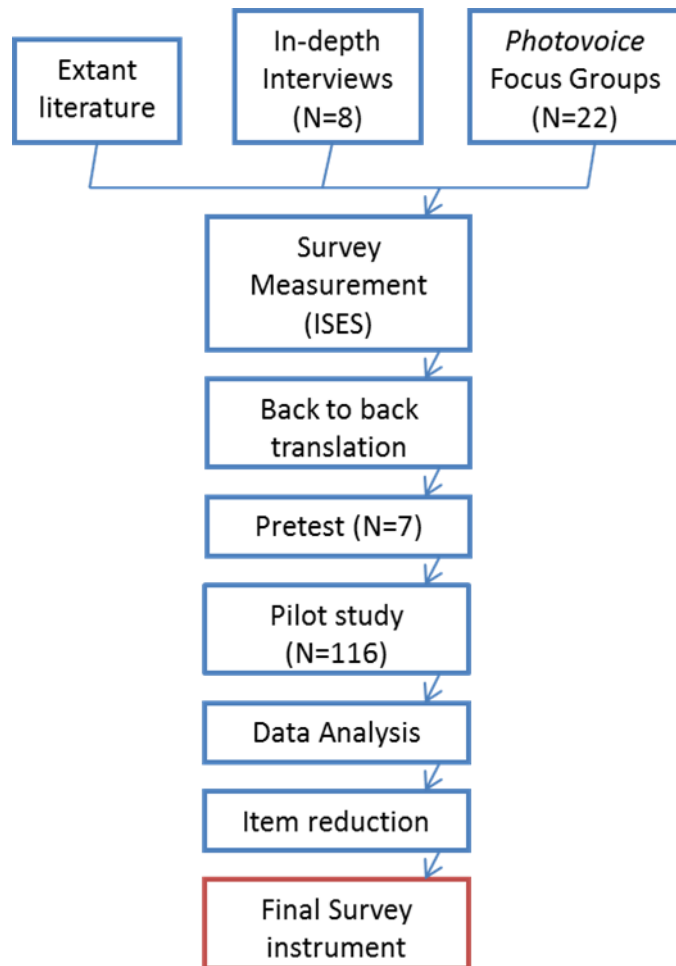 Extant
literature
In-depth
Interviews
(N=8)
Photovoice
Focus Groups
(N=22)
Survey
Measurement
(ISES)
Back to back
translation
Pretest (N=7)
Pilot study
(N=116)
Data Analysis
Item reduction
Final Survey
instrument